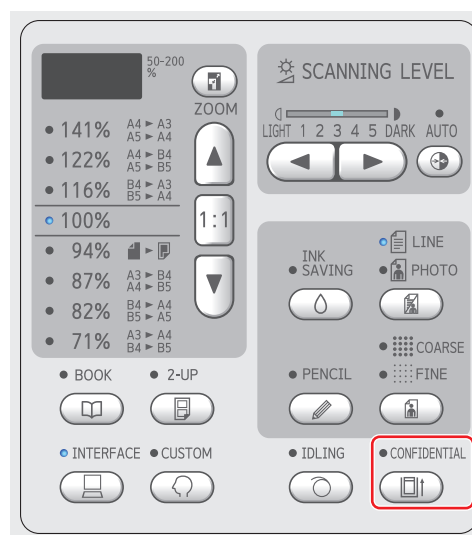 50-200
%
ZOOM
141% A4 ► A3
A5 ► A4
122% A4 ► B4
A5 ► B5
116% B4 ► A3
B5 ► A4
100%
1:1
94% ►
87% A3 ► B4
A4 ► B5
82% B4 ► A4
B5 ► A5
71% A3 ► A4
B4 ► B5
BOOK
2-UP
INTERFACE
CUSTOM
SCANNING LEVEL
LIGHT 1 2 3 4 5 DARK AUTO
INK
SAVING
LINE
PHOTO
COARSE
PENCIL
FINE
IDLING
CONFIDENTIAL